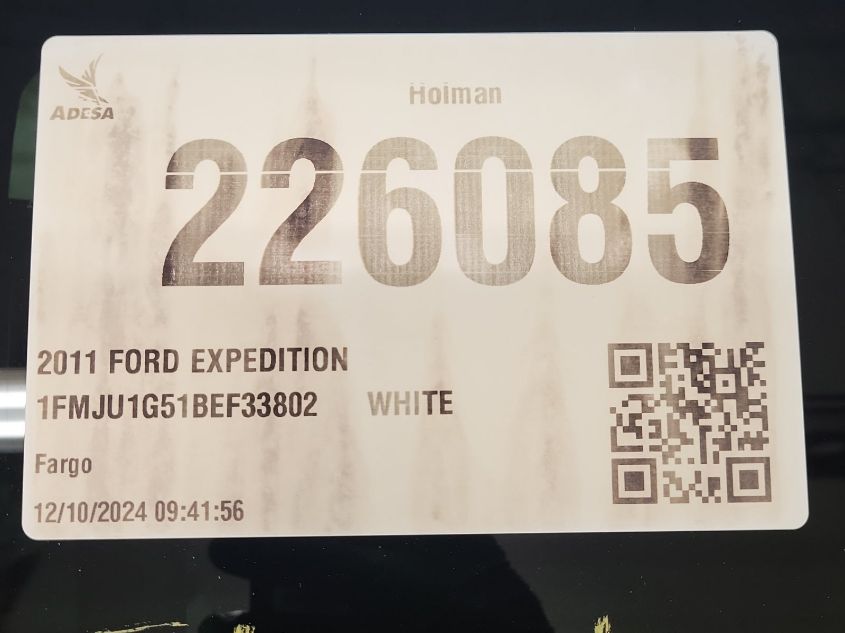 ADESA
Holman
226085
2011 FORD EXPEDITION
1FMJU1G51BEF33802 WHITE
Fargo
12/10/2024 09:41:56